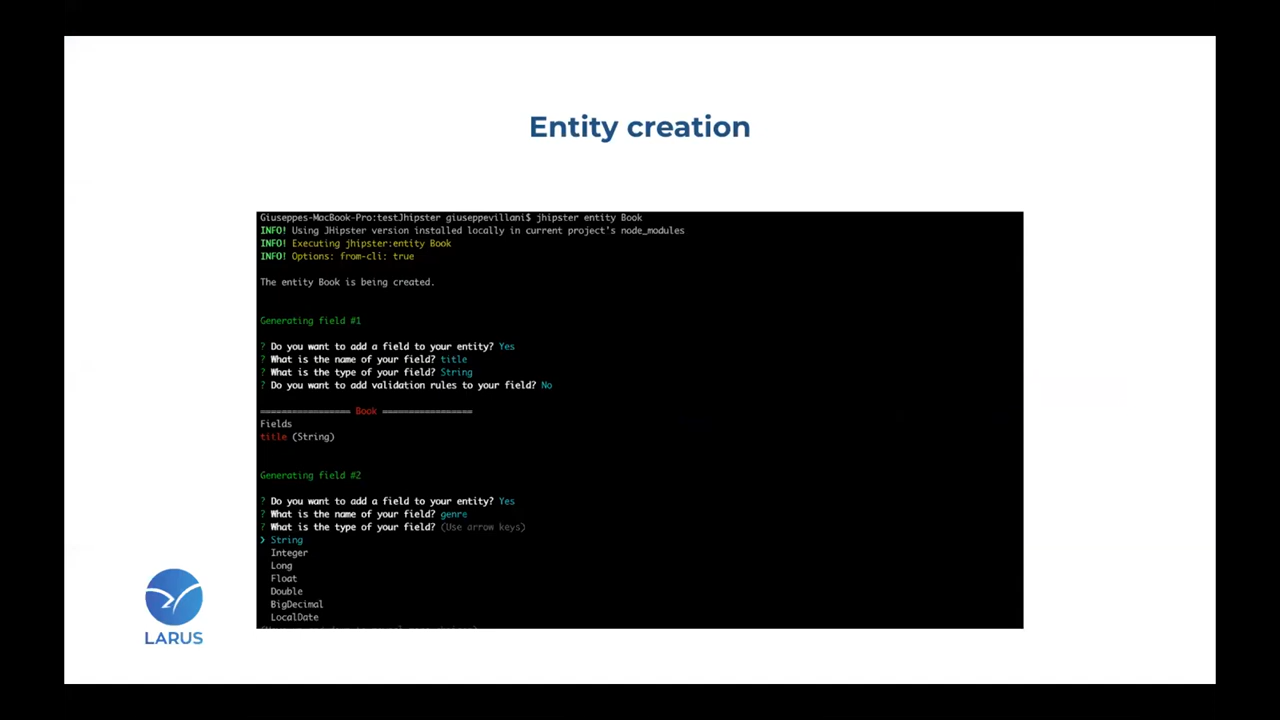 Entity creation
Giuseppes-MacBook-Pro:testJhipster giuseppevillani$ jhipster entity Book
INFO! Using JHipster version installed locally in current project's node_modules
INFO! Executing jhipster:entity Book
INFO! Options: from-cli: true
The entity Book is being created.
Generating field #1
? Do you want to add a field to your entity? Yes
? What is the name of your field? title
? What is the type of your field? String
? Do you want to add validation rules to your field? No
================= Book =================
Fields
title (String)
Generating field #2
? Do you want to add a field to your entity? Yes
? What is the name of your field? genre
? What is the type of your field? (Use arrow keys)
❯ String
Integer
Long
Float
Double
BigDecimal
LocalDate
LARUS